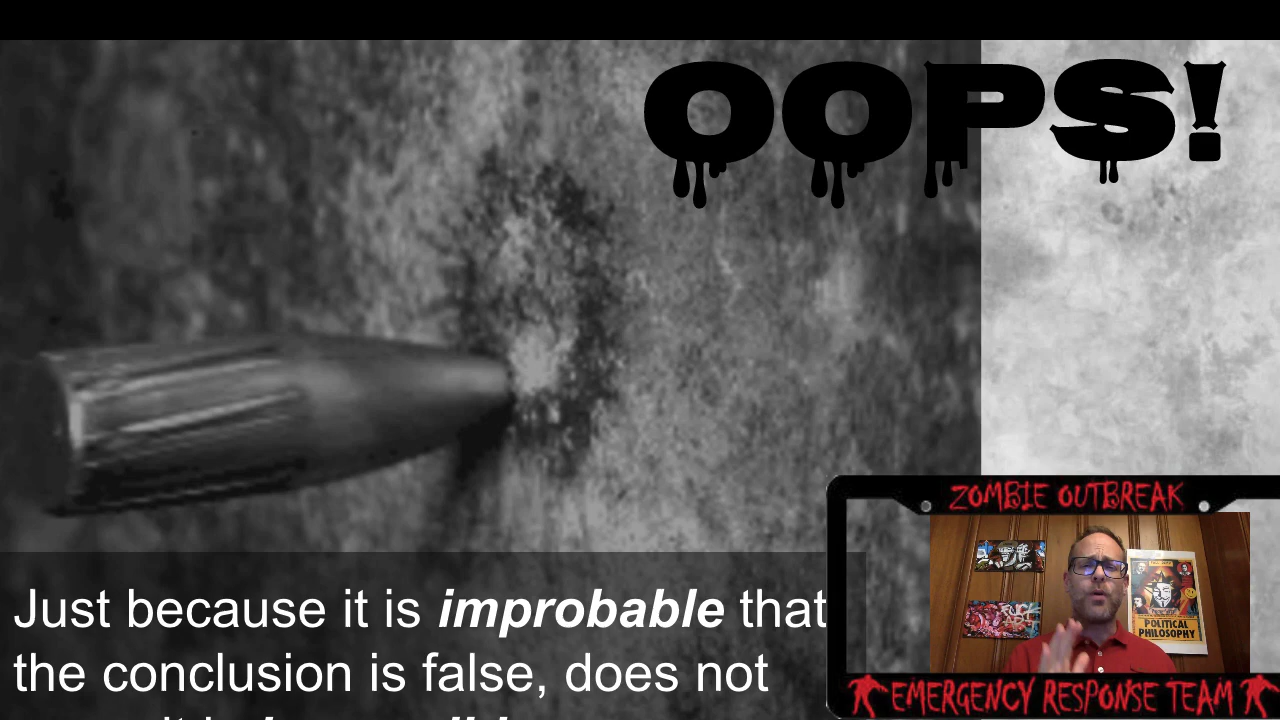 OOPS!
Just because it is improbable that
the conclusion is false, does not
ZOMBIE OUTBREAK
POLITICAL
PHILOSOPHY
EMERGENCY RESPONSE TEAM